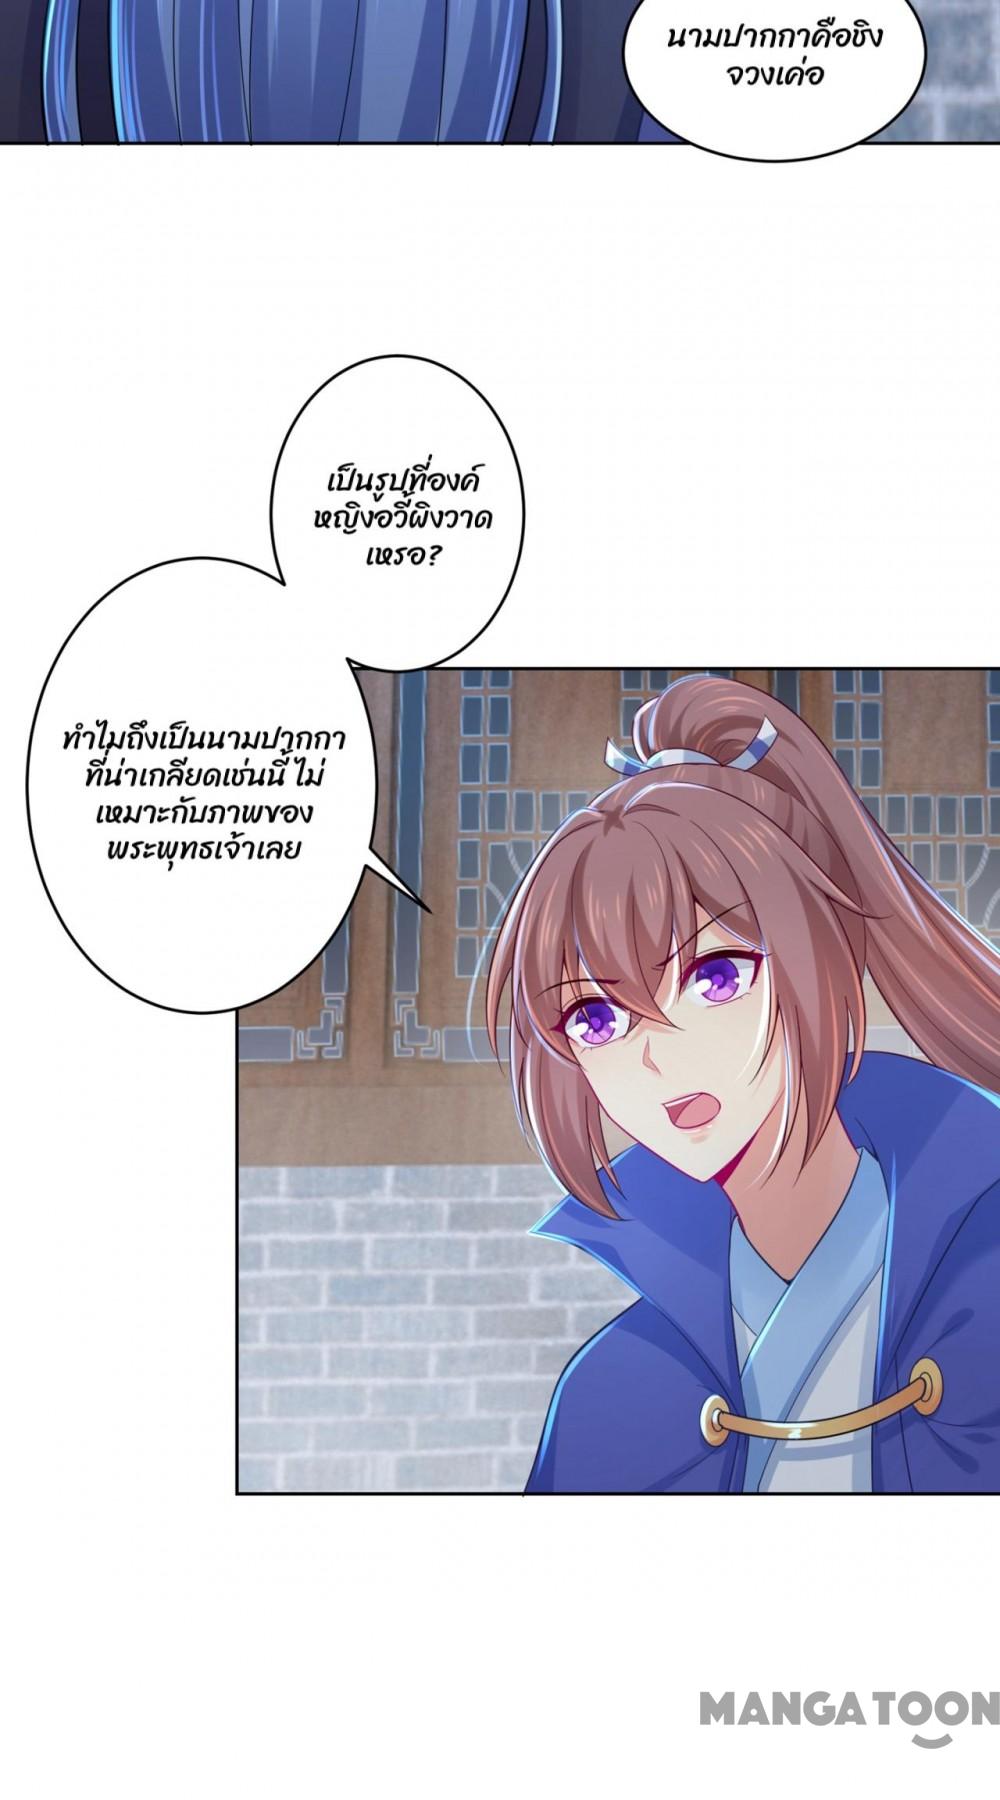 นามปากกาคือชิง
จวงเค่อ
เป็นรูปที่องค์
หญิงอวี้ผิงวาด
เหรอ?
ทำไมถึงเป็นนามปากกา
ที่น่าเกลียดเช่นนี้ ไม่
เหมาะกับภาพของ
พระพุทธเจ้าเลย
MANGATOON